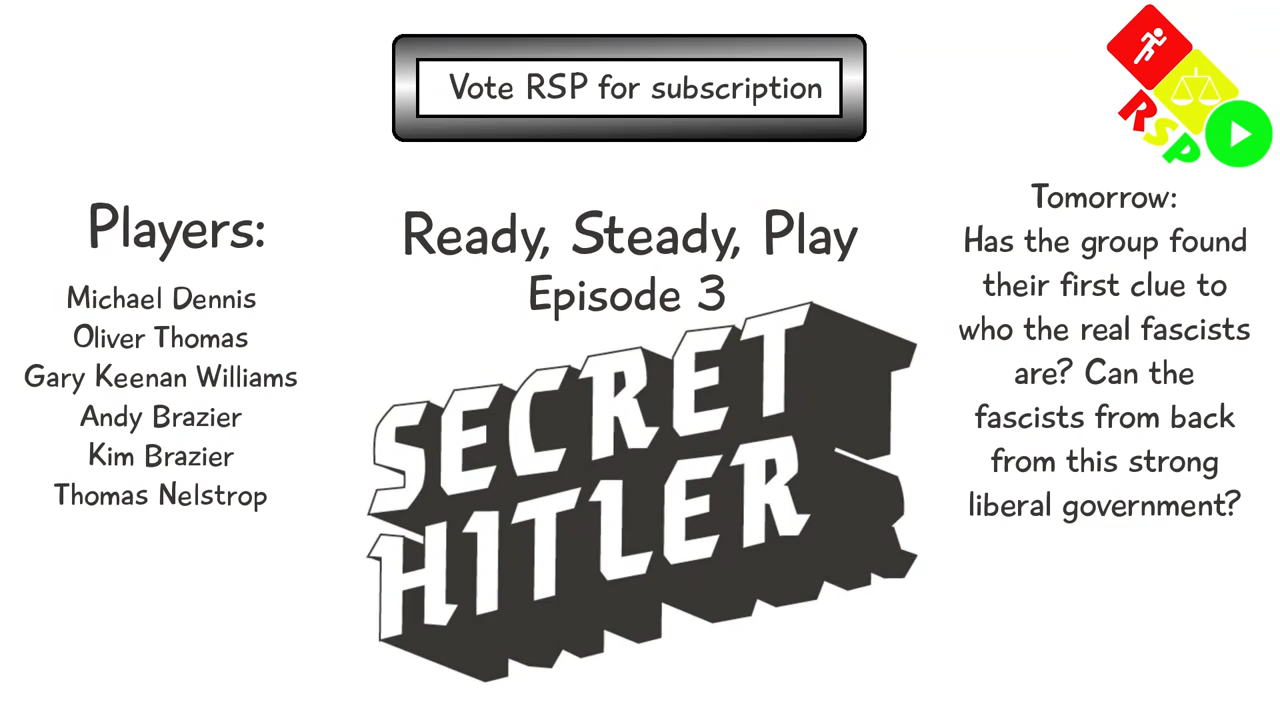 Vote RSP for subscription
RSP
Players:
Michael Dennis
Oliver Thomas
Gary Keenan Williams
Andy Brazier
Kim Brazier
Thomas Nelstrop
Ready, Steady, Play
Episode 3
SECRET
HITLER
Tomorrow:
Has the group found
their first clue to
who the real fascists
are? Can the
fascists from back
from this strong
liberal government?